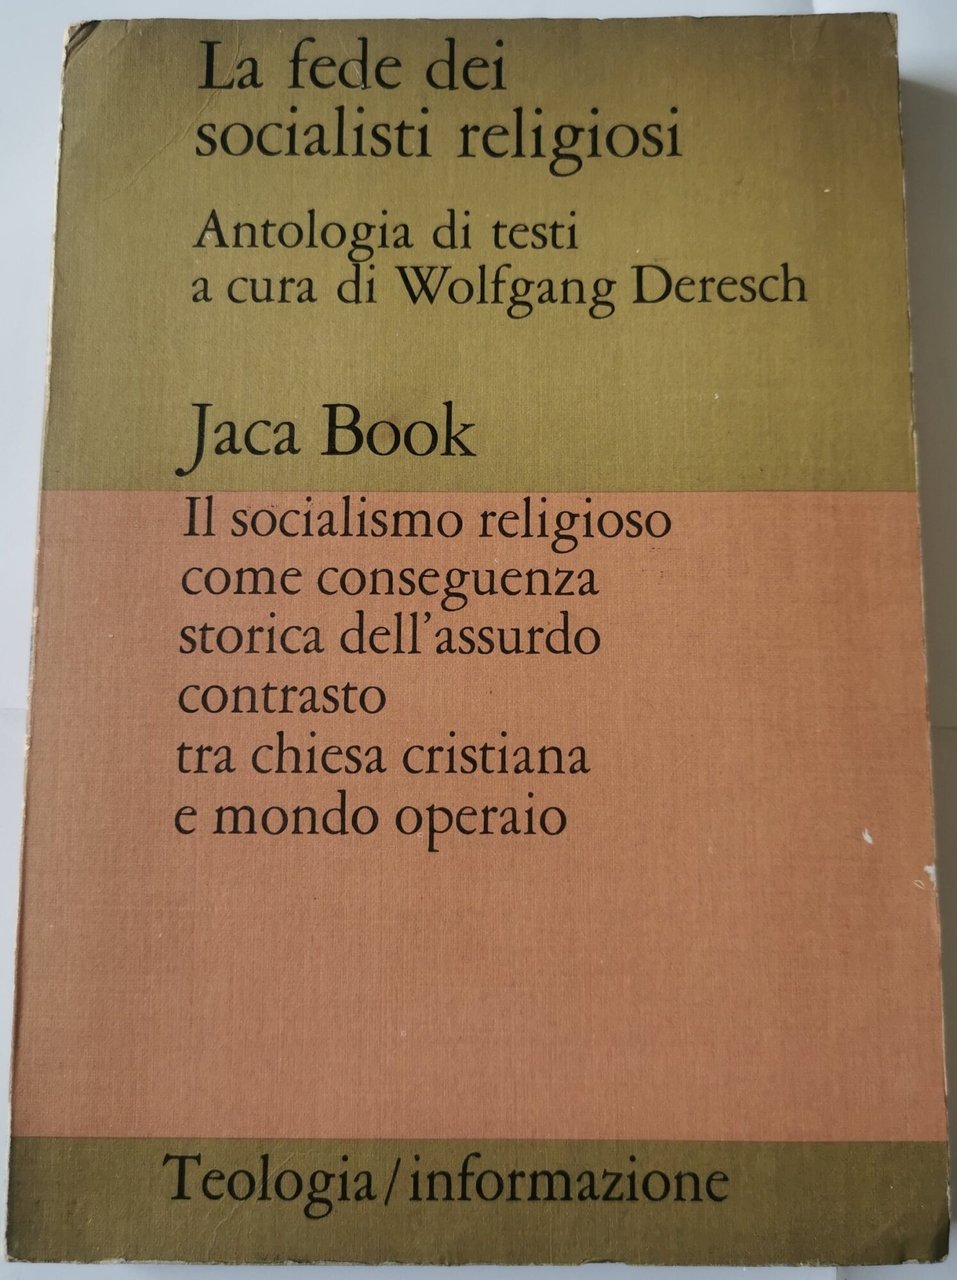 La fede dei
socialisti religiosi
Antologia di testi
a cura di Wolfgang Deresch
Jaca Book
Il socialismo religioso
come conseguenza
storica dell'assurdo
contrasto
tra chiesa cristiana
e mondo operaio
Teologia/informazione